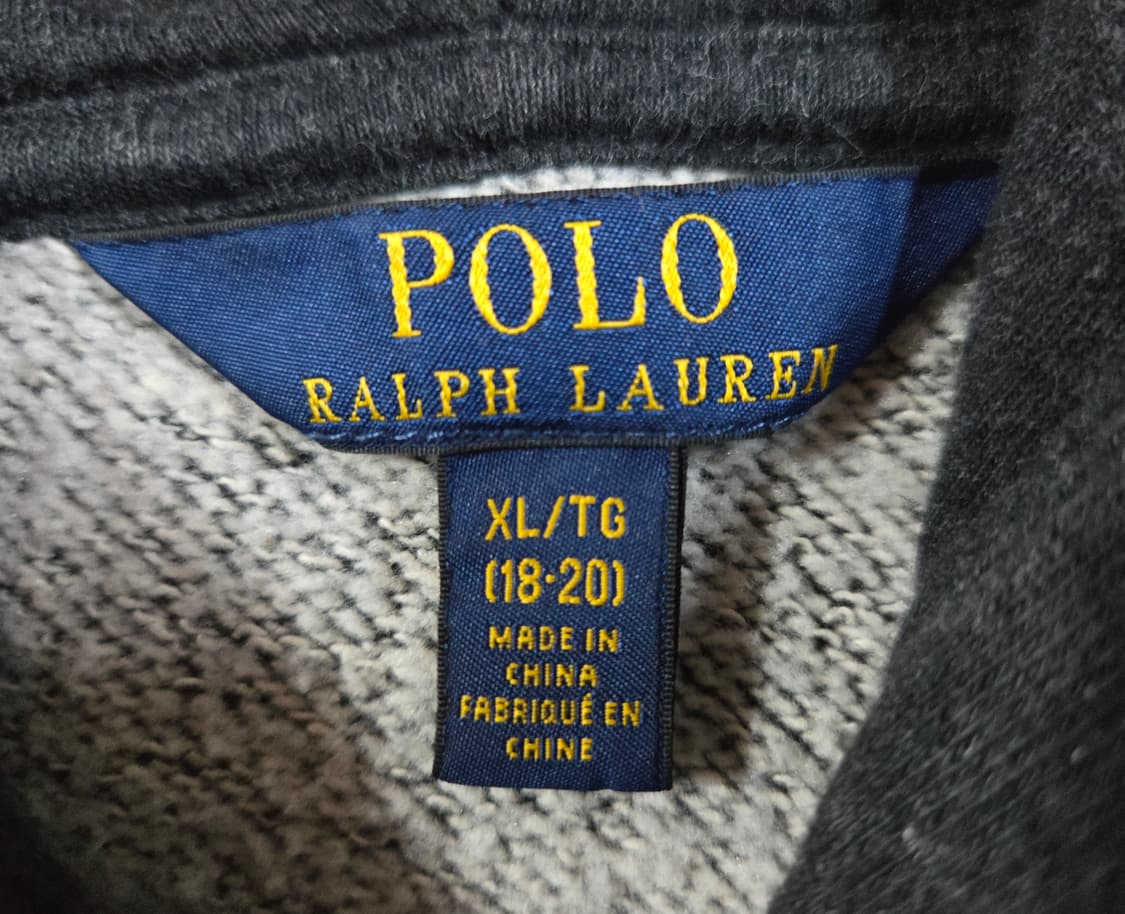 POLO
RALPH LAUREN
XL/TG
(18-20)
MADE IN
CHINA
FABRIQUÉ EN
CHINE